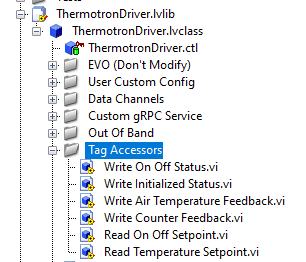 ThermotronDriver.lvlib
ThermotronDriver.lvclass
ThermotronDriver.ctl
EVO (Don't Modify)
User Custom Config
Data Channels
Custom gRPC Service
Out Of Band
Tag Accessors
Write On Off Status.vi
Write Initialized Status.vi
Write Air Temperature Feedback.vi
Write Counter Feedback.vi
Read On Off Setpoint.vi
Read Temperature Setpoint.vi